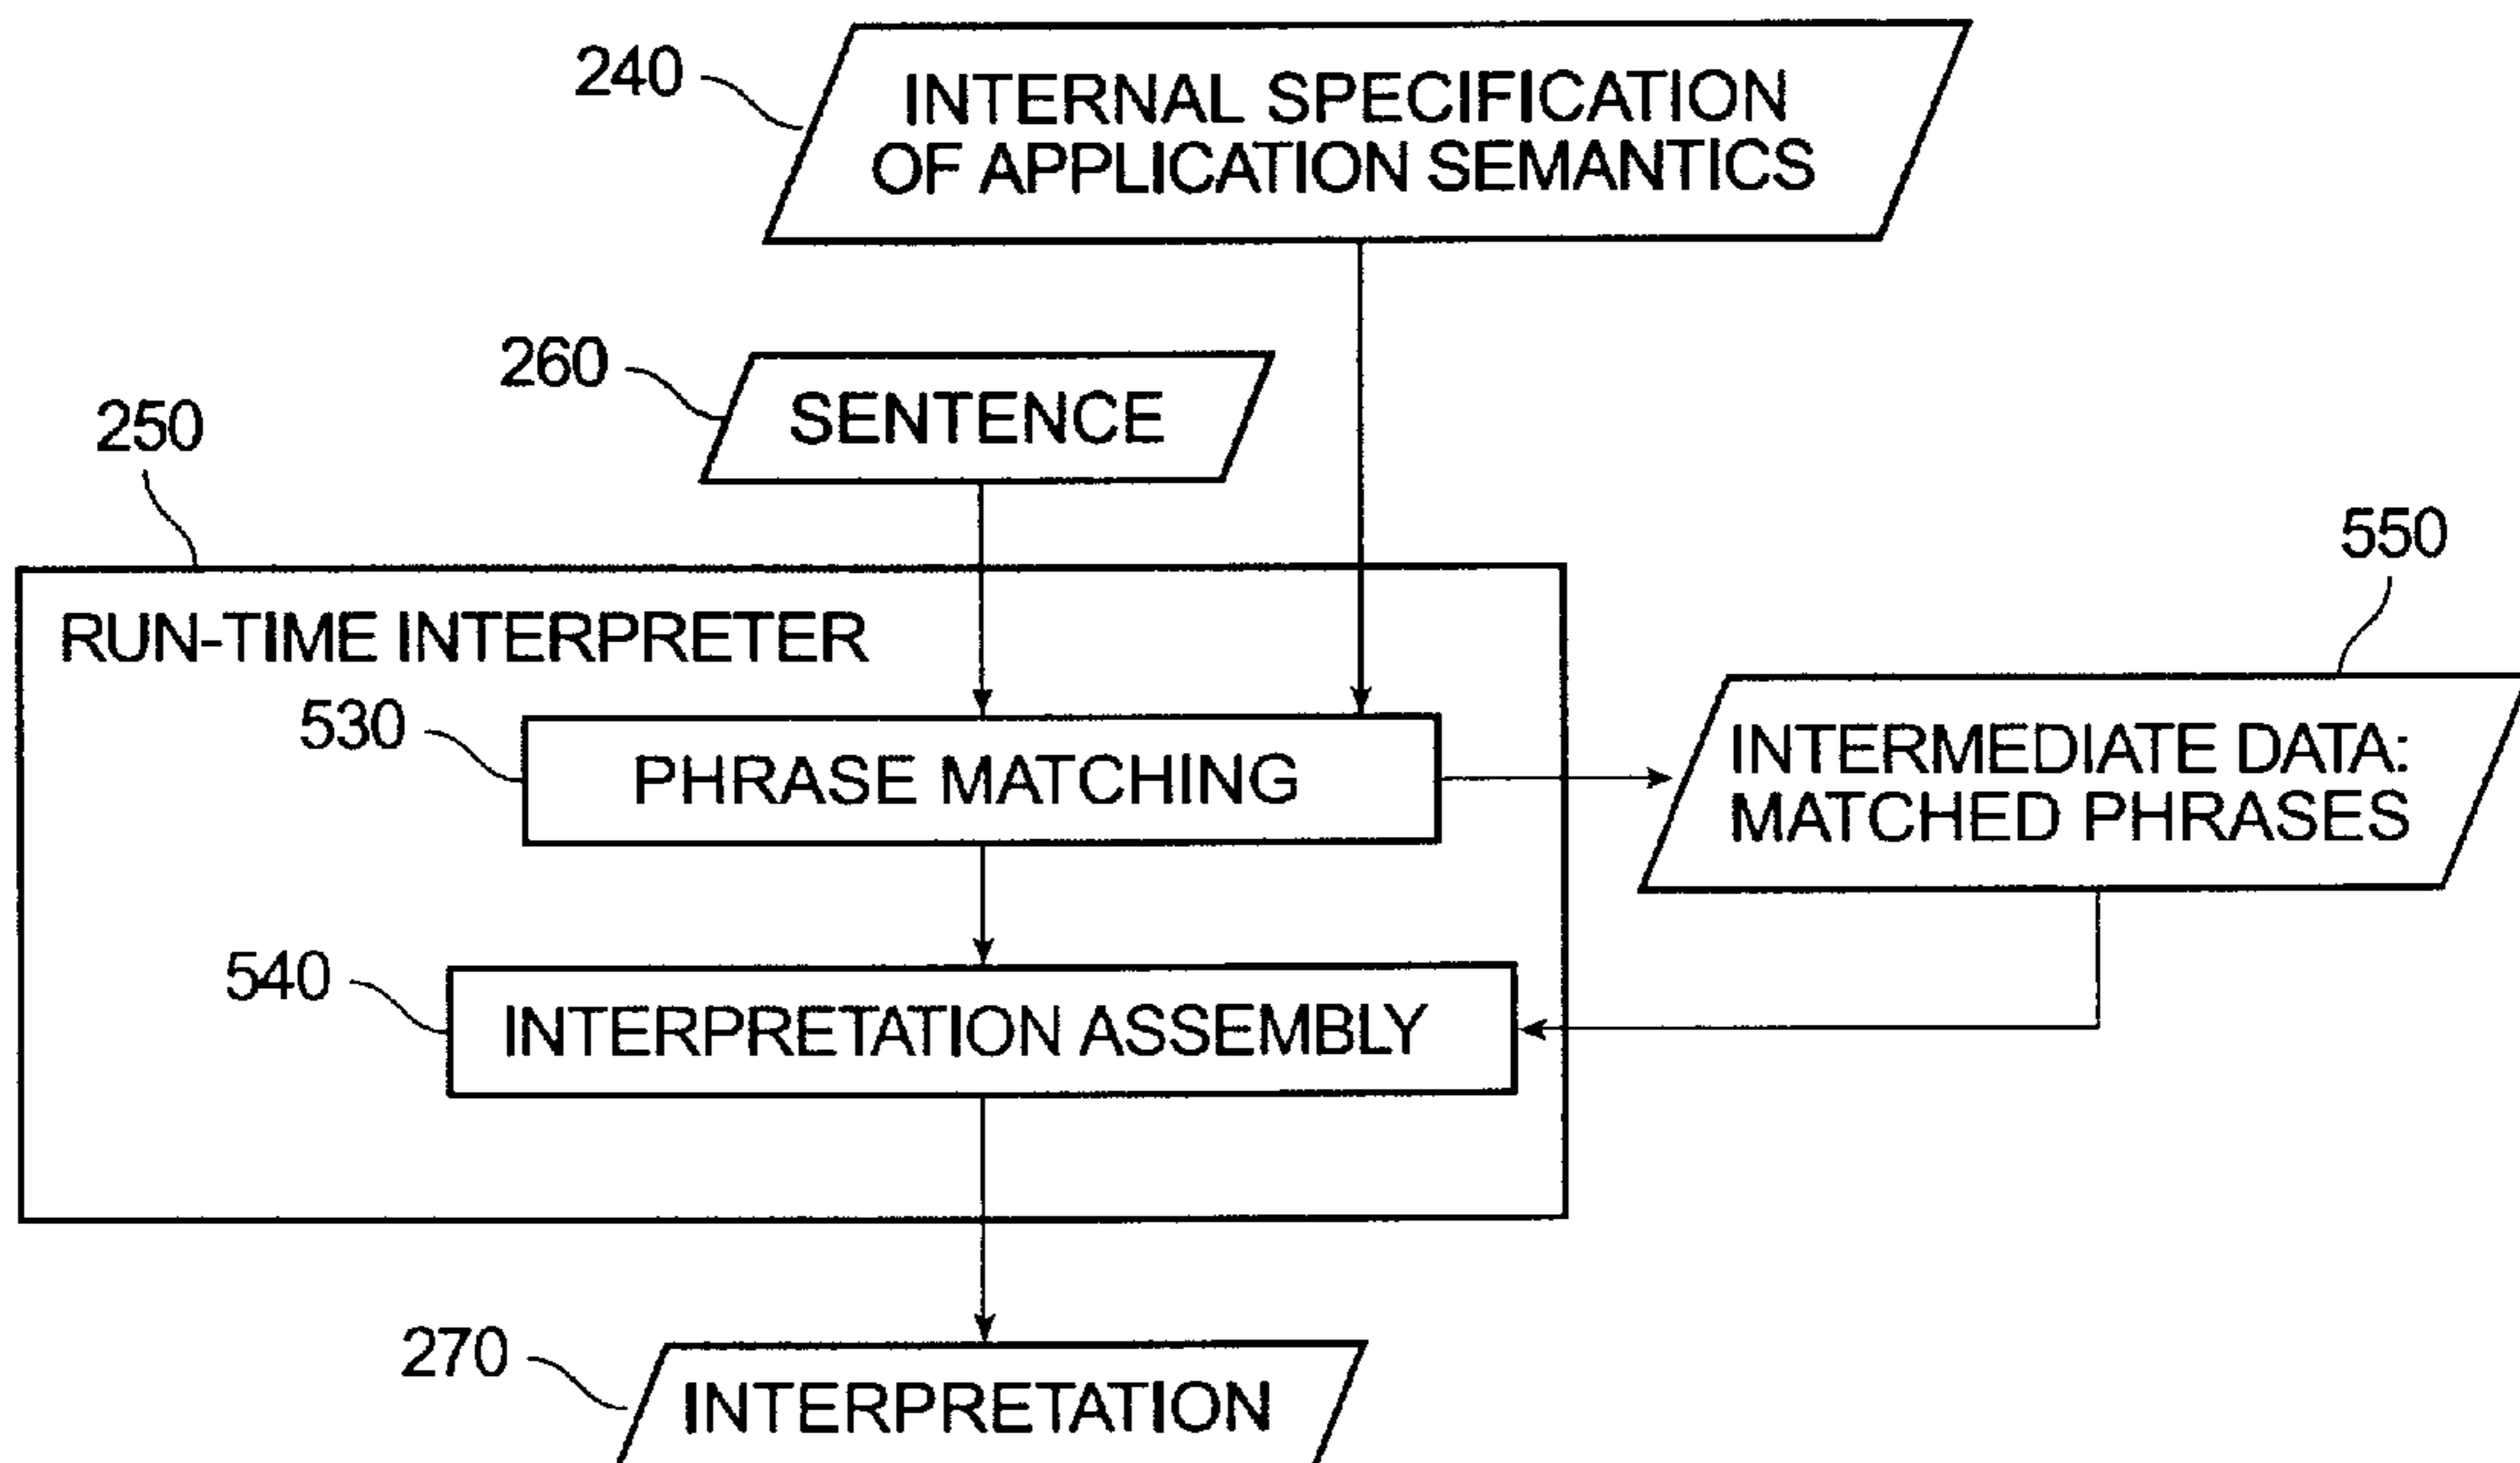 240
INTERNAL SPECIFICATION
OF APPLICATION SEMANTICS
260
SENTENCE
250
550
RUN-TIME INTERPRETER
530
PHRASE MATCHING
INTERMEDIATE DATA:
MATCHED PHRASES
540
INTERPRETATION ASSEMBLY
270
INTERPRETATION